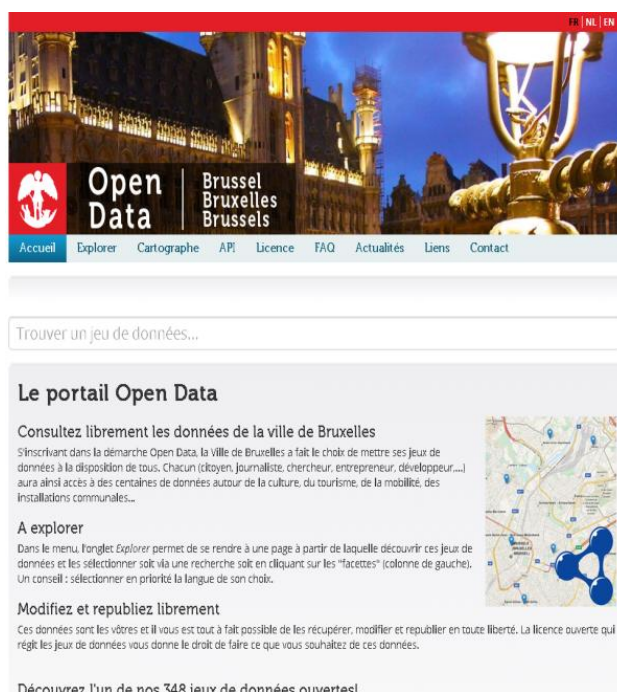 FR | NL | EN
Open Data
Brussel
Bruxelles
Brussels
Accueil Explorer Cartographe API Licence FAQ Actualités Liens Contact
Trouver un jeu de données...
Le portail Open Data
Consultez librement les données de la ville de Bruxelles
S'inscrivant dans la démarche Open Data, la Ville de Bruxelles a fait le choix de mettre ses jeux de
données à la disposition de tous. Chacun (citoyen, journaliste, chercheur, entrepreneur, développeur,...)
aura ainsi accès à des centaines de données autour de la culture, du tourisme, de la mobilité, des
installations communales...
A explorer
Dans le menu, l'onglet Explorer permet de se rendre à une page à partir de laquelle découvrir ces jeux de
données et les sélectionner soit via une recherche soit en cliquant sur les "facettes" (colonne de gauche).
Un conseil : sélectionner en priorité la langue de son choix.
Modifiez et republiez librement
Ces données sont les vôtres et il vous est tout à fait possible de les récupérer, modifier et republier en toute liberté. La licence ouverte qui
régit les jeux de données vous donne le droit de faire ce que vous souhaitez de ces données.
Découvrez l'un de nos 348 jeux de données ouvertes!